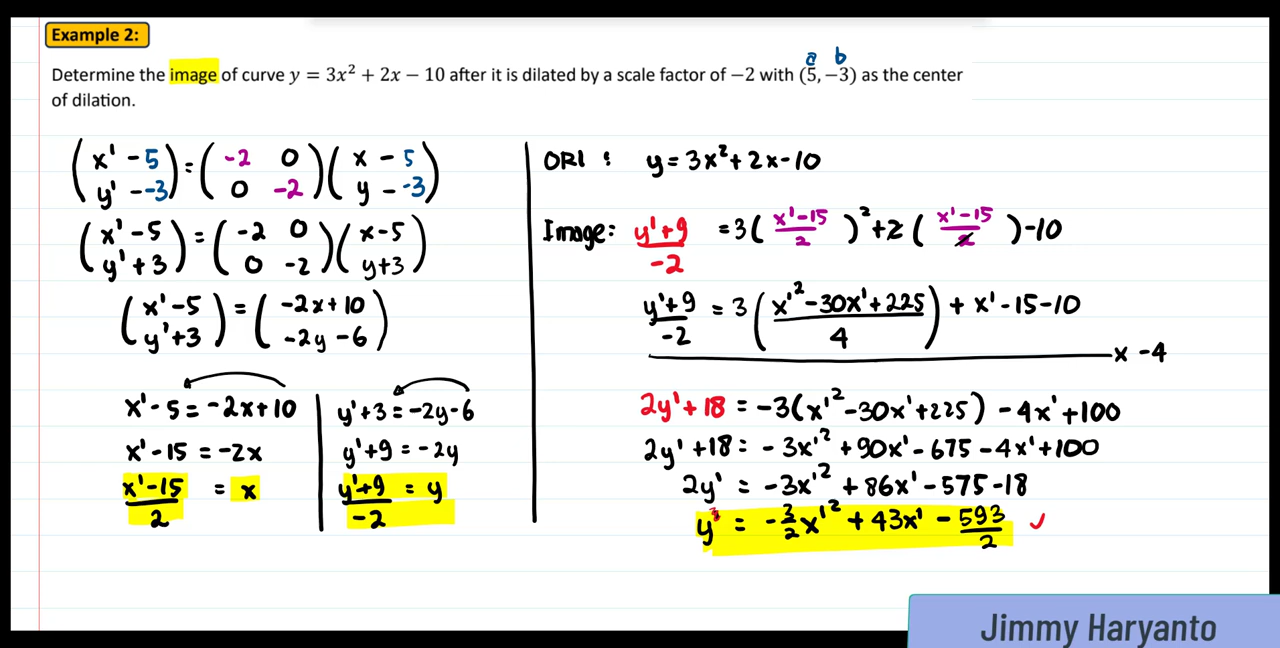 Example 2:
a b
Determine the image of curve y = 3x² + 2x − 10 after it is dilated by a scale factor of −2 with (5, −3) as the center
of dilation.
(x' - 5) = (-2 0) (x - 5)
(y' - -3) (0 -2) (y - -3)
(x' - 5) = (-2 0) (x - 5)
(y' + 3) (0 -2) (y + 3)
(x' - 5) = (-2x + 10)
(y' + 3) (-2y - 6)
x' - 5 = -2x + 10
x' - 15 = -2x
x' - 15 / 2 = x
y' + 3 = -2y - 6
y' + 9 = -2y
y' + 9 / -2 = y
ORI : y = 3x² + 2x - 10
Image: y' + 9 / -2 = 3 (x' - 15 / 2)² + 2 (x' - 15 / 2) - 10
y' + 9 / -2 = 3 (x'² - 30x' + 225 / 4) + x' - 15 - 10
x -4
2y' + 18 = -3(x'² - 30x' + 225) - 4x' + 100
2y' + 18 = -3x'² + 90x' - 675 - 4x' + 100
2y' = -3x'² + 86x' - 575 - 18
y' = -3/2 x'² + 43x' - 593/2 ✓
Jimmy Haryanto